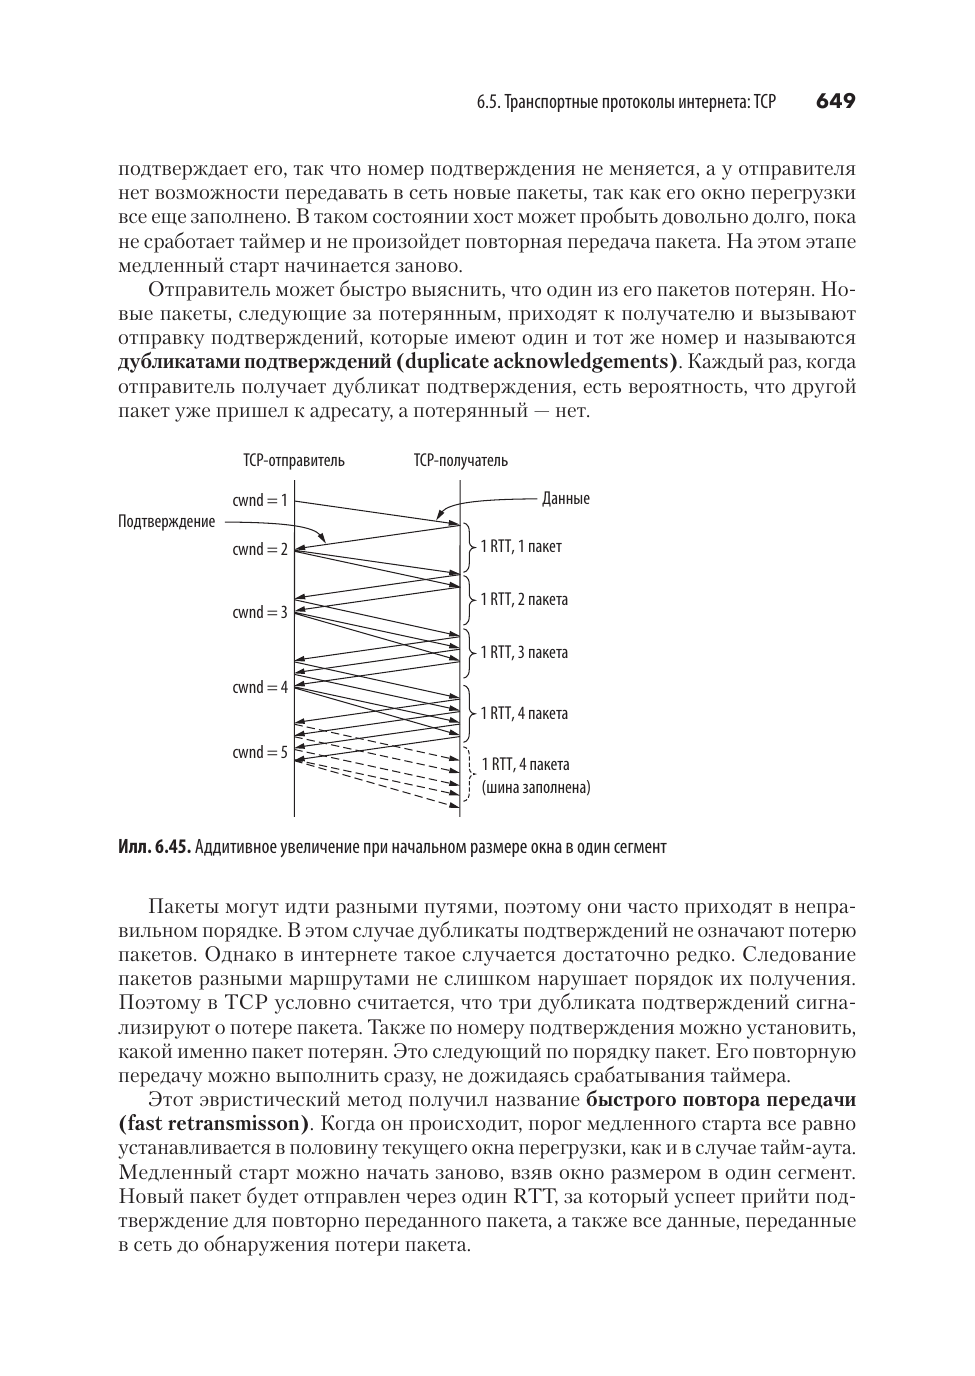 6.5. Транспортные протоколы интернета: TCP 649
подтверждает его, так что номер подтверждения не меняется, а у отправителя
нет возможности передавать в сеть новые пакеты, так как его окно перегрузки
все еще заполнено. В таком состоянии хост может пробыть довольно долго, пока
не сработает таймер и не произойдет повторная передача пакета. На этом этапе
медленный старт начинается заново.
Отправитель может быстро выяснить, что один из его пакетов потерян. Но-
вые пакеты, следующие за потерянным, приходят к получателю и вызывают
отправку подтверждений, которые имеют один и тот же номер и называются
дубликатами подтверждений (duplicate acknowledgements). Каждый раз, когда
отправитель получает дубликат подтверждения, есть вероятность, что другой
пакет уже пришел к адресату, а потерянный — нет.
TCP-отправитель TCP-получатель
cwnd = 1
Данные
Подтверждение
1 RTT, 1 пакет
cwnd = 2
1 RTT, 2 пакета
cwnd = 3
1 RTT, 3 пакета
cwnd = 4
1 RTT, 4 пакета
cwnd = 5
1 RTT, 4 пакета
(шина заполнена)
Илл. 6.45. Аддитивное увеличение при начальном размере окна в один сегмент
Пакеты могут идти разными путями, поэтому они часто приходят в непра-
вильном порядке. В этом случае дубликаты подтверждений не означают потерю
пакетов. Однако в интернете такое случается достаточно редко. Следование
пакетов разными маршрутами не слишком нарушает порядок их получения.
Поэтому в TCP условно считается, что три дубликата подтверждений сигна-
лизируют о потере пакета. Также по номеру подтверждения можно установить,
какой именно пакет потерян. Это следующий по порядку пакет. Его повторную
передачу можно выполнить сразу, не дожидаясь срабатывания таймера.
Этот эвристический метод получил название быстрого повтора передачи
(fast retransmisson). Когда он происходит, порог медленного старта все равно
устанавливается в половину текущего окна перегрузки, как и в случае тайм-аута.
Медленный старт можно начать заново, взяв окно размером в один сегмент.
Новый пакет будет отправлен через один RTT, за который успеет прийти под-
тверждение для повторно переданного пакета, а также все данные, переданные
в сеть до обнаружения потери пакета.